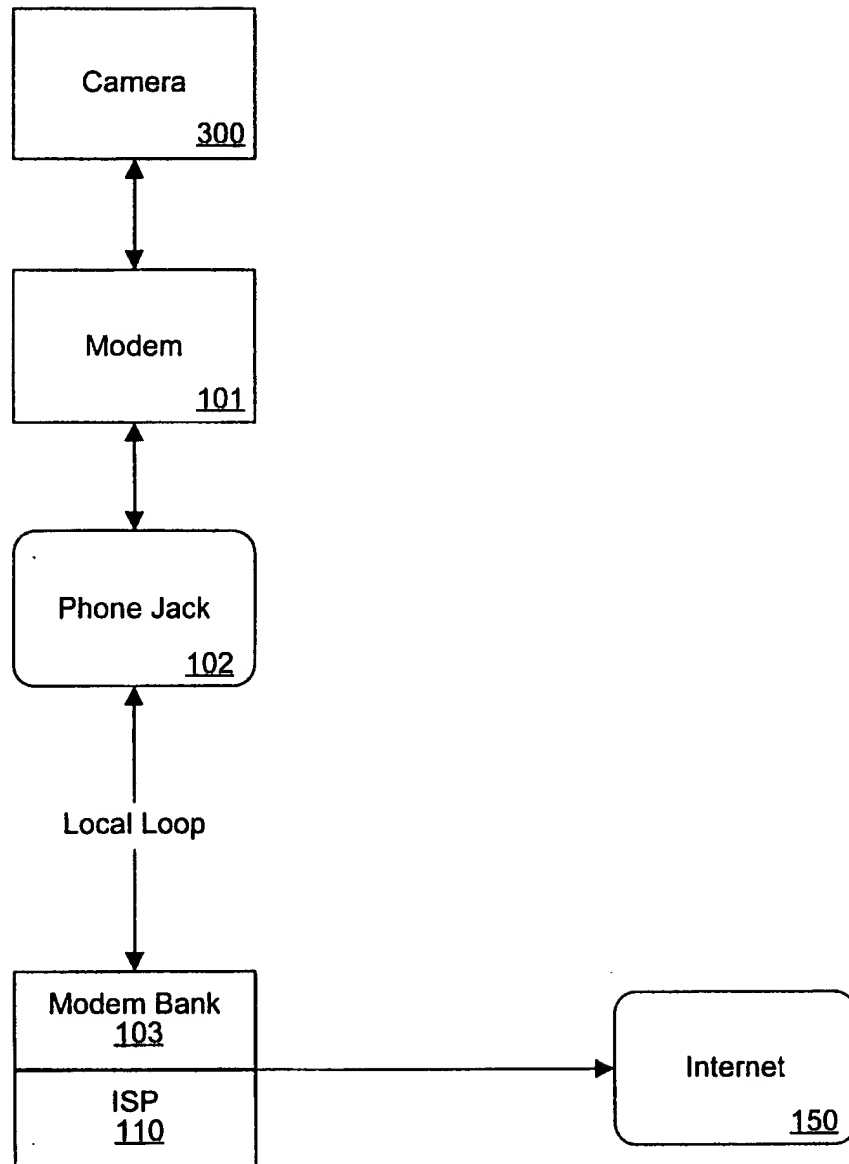 Camera
300
Modem
101
Phone Jack
102
Local Loop
Modem Bank
103
ISP
110
Internet
150